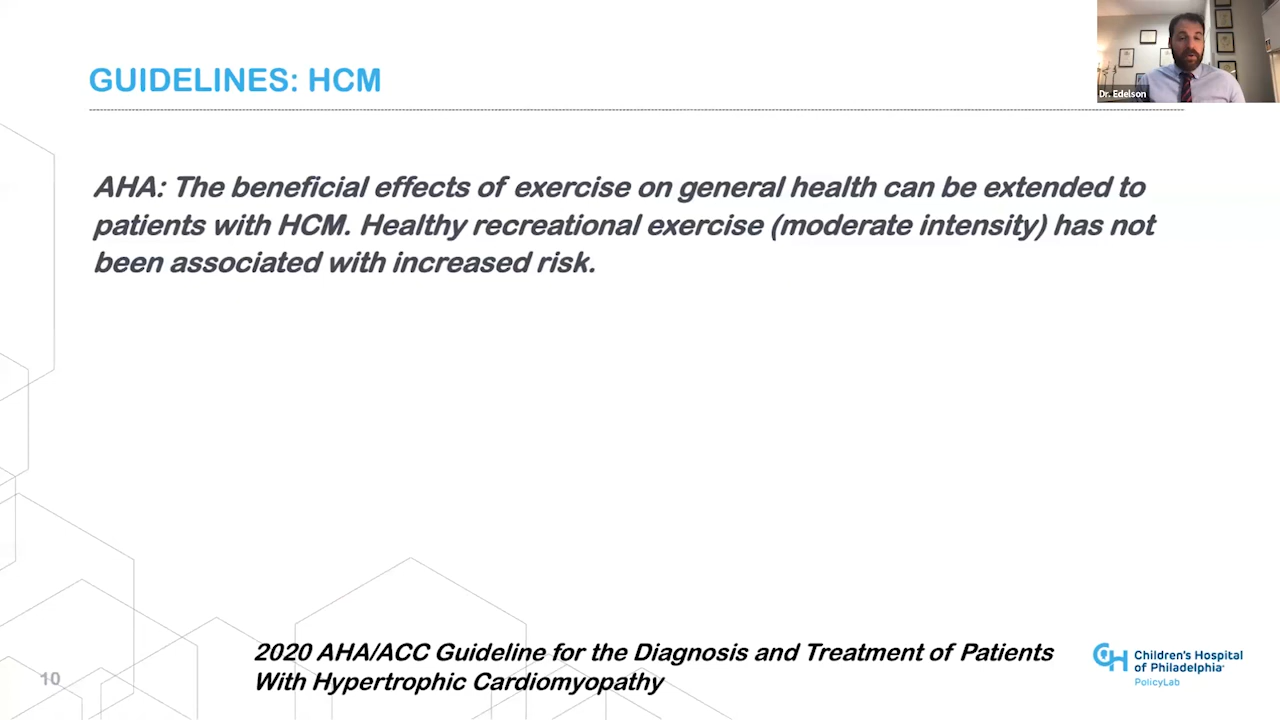 Dr. Edelson
GUIDELINES: HCM
AHA: The beneficial effects of exercise on general health can be extended to
patients with HCM. Healthy recreational exercise (moderate intensity) has not
been associated with increased risk.
2020 AHA/ACC Guideline for the Diagnosis and Treatment of Patients
With Hypertrophic Cardiomyopathy
10
CH Children's Hospital
of Philadelphia
PolicyLab